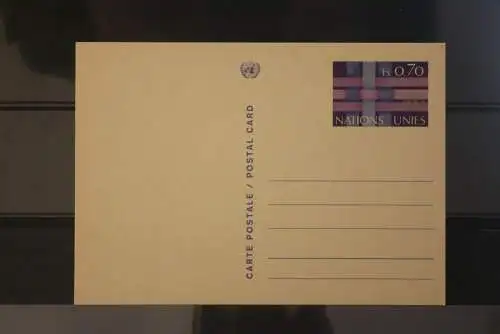 Fs. 0,70
NATIONS UNIES
CARTE POSTALE / POSTAL CARD